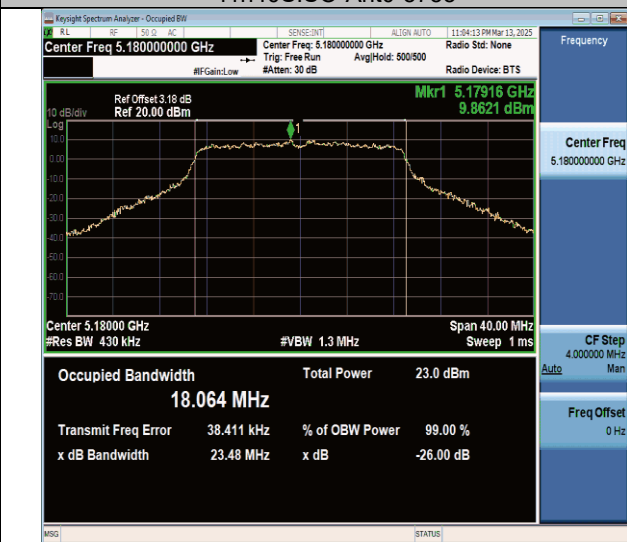 Keysight Spectrum Analyzer - Occupied BW
RL RF 50 Ω AC SENSE:INT ALIGN AUTO 11:04:13 PM Mar 13, 2025
Center Freq 5.180000000 GHz
Center Freq: 5.180000000 GHz
Radio Std: None
Trig: Free Run Avg|Hold: 500/500
#IFGain:Low #Atten: 30 dB Radio Device: BTS
Frequency
Ref Offset 3.18 dB
Mkr1 5.17916 GHz
10 dB/div Ref 20.00 dBm 9.8621 dBm
Log
1
10.0
0.00
-10.0
-20.0
-30.0
-40.0
-50.0
-60.0
-70.0
Center 5.18000 GHz Span 40.00 MHz
#Res BW 430 kHz #VBW 1.3 MHz Sweep 1 ms
Occupied Bandwidth Total Power 23.0 dBm
18.064 MHz
Transmit Freq Error 38.411 kHz % of OBW Power 99.00 %
x dB Bandwidth 23.48 MHz x dB -26.00 dB
Center Freq
5.180000000 GHz
CF Step
4.000000 MHz
Auto Man
Freq Offset
0 Hz
MSG STATUS